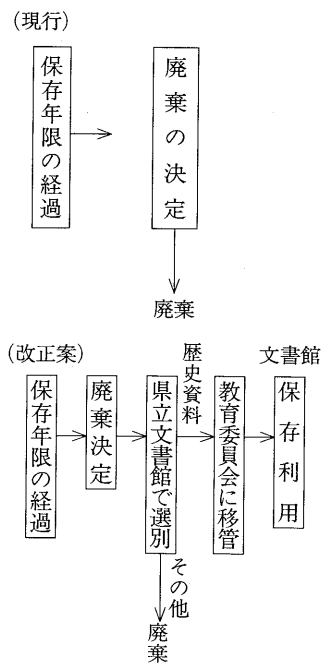 (現行)
保存年限の経過
廃棄の決定
廃棄
(改正案)
保存年限の経過
廃棄決定
県立文書館で選別
歴史資料
教育委員会に移管
文書館
保存利用
その他
廃棄